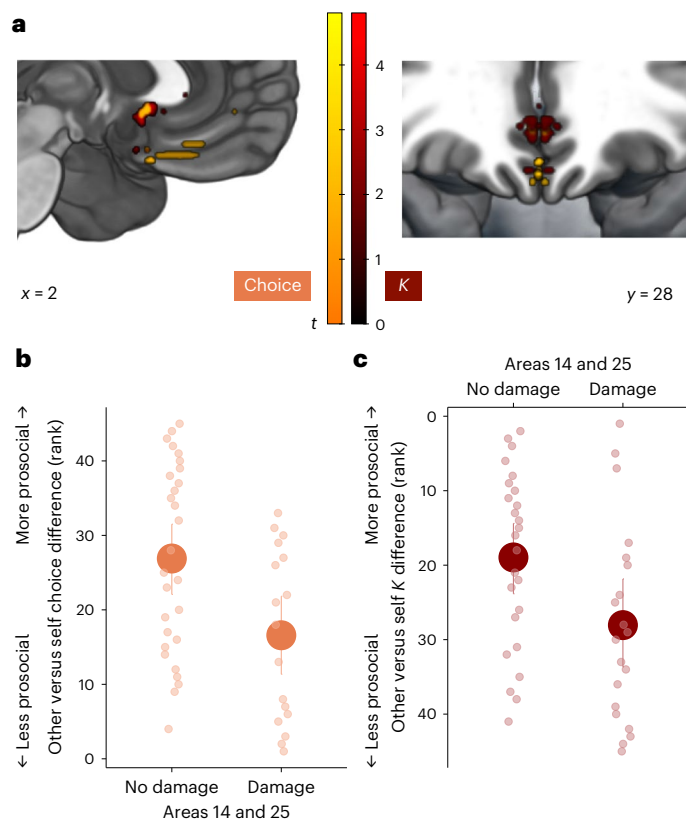 a
4
3
2
1
0
t
Choice
K
x = 2
y = 28
b
← Less prosocial
More prosocial →
Other versus self choice difference (rank)
40
30
20
10
0
No damage
Damage
Areas 14 and 25
c
Areas 14 and 25
No damage
Damage
← Less prosocial
More prosocial →
Other versus self K difference (rank)
0
10
20
30
40